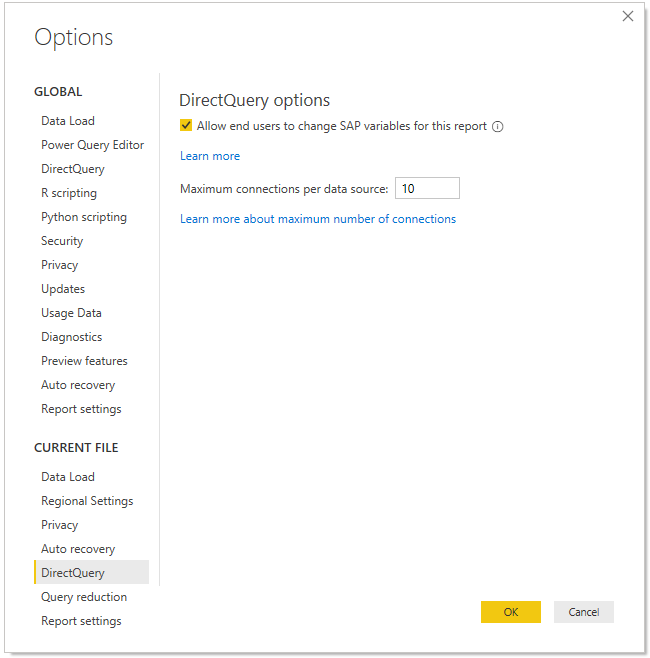 Options
GLOBAL
Data Load
Power Query Editor
DirectQuery
R scripting
Python scripting
Security
Privacy
Updates
Usage Data
Diagnostics
Preview features
Auto recovery
Report settings
CURRENT FILE
Data Load
Regional Settings
Privacy
Auto recovery
DirectQuery
Query reduction
Report settings
DirectQuery options
Allow end users to change SAP variables for this report
Learn more
Maximum connections per data source: 10
Learn more about maximum number of connections
OK Cancel